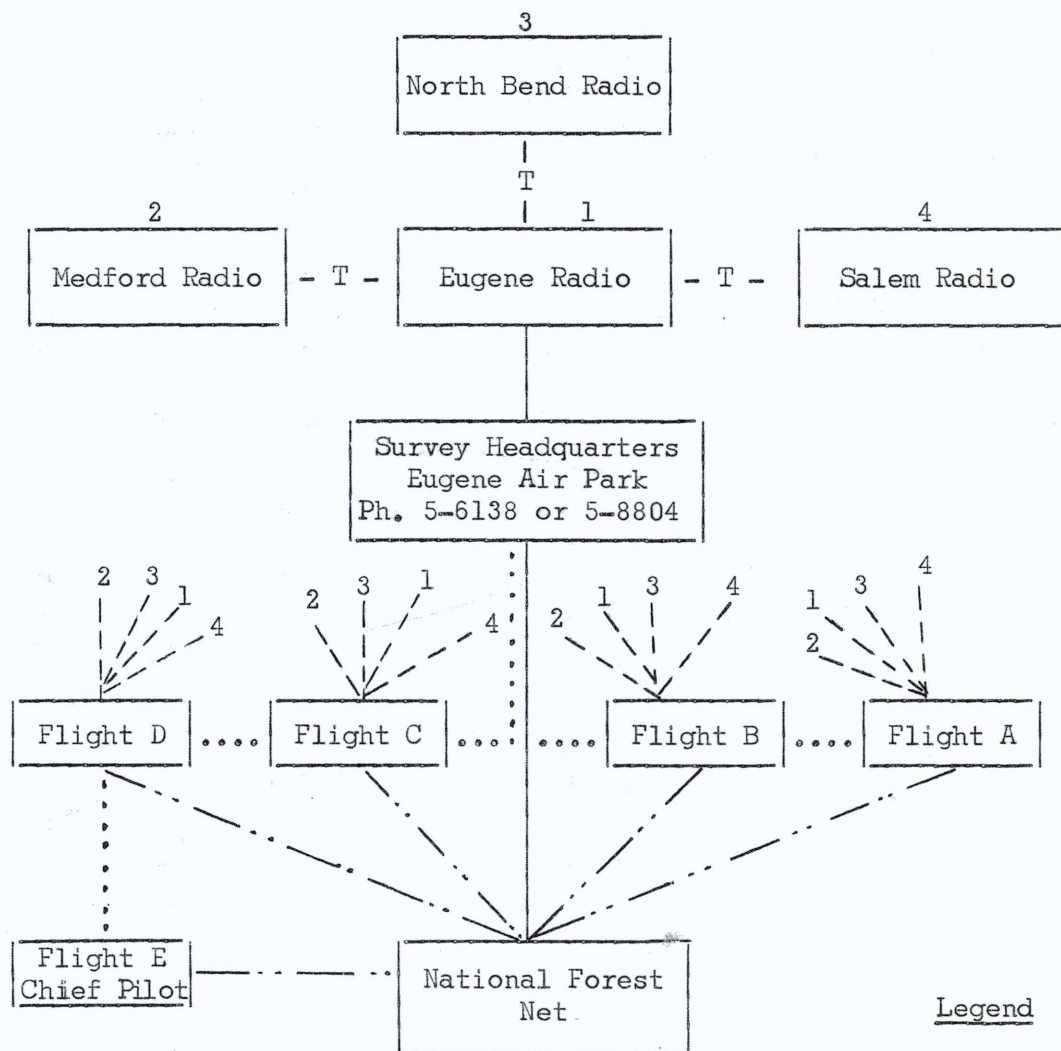 3
North Bend Radio
T
2
1
4
Medford Radio
- T -
Eugene Radio
- T -
Salem Radio
Survey Headquarters
Eugene Air Park
Ph. 5-6138 or 5-8804
2 3 1 4
2 3 1 4
2 1 3 4
2 1 3 4
Flight D
Flight C
Flight B
Flight A
Flight E
Chief Pilot
National Forest
Net
Legend